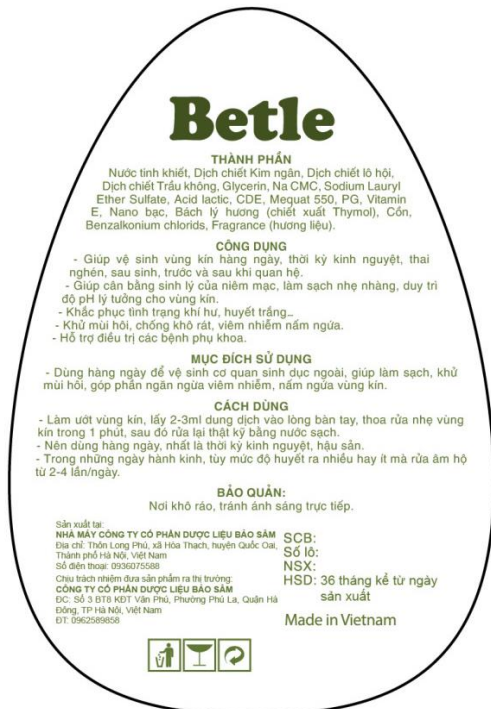 Betle
THÀNH PHẦN
Nước tinh khiết, Dịch chiết Kim ngân, Dịch chiết lô hội,
Dịch chiết Trầu không, Glycerin, Na CMC, Sodium Lauryl
Ether Sulfate, Acid lactic, CDE, Mequat 550, PG, Vitamin
E, Nano bạc, Bách lý hương (chiết xuất Thymol), Cồn,
Benzalkonium chlorids, Fragrance (hương liệu).
CÔNG DỤNG
- Giúp vệ sinh vùng kín hàng ngày, thời kỳ kinh nguyệt, thai
nghén, sau sinh, trước và sau khi quan hệ.
- Giúp cân bằng sinh lý của niêm mạc, làm sạch nhẹ nhàng, duy trì
độ pH lý tưởng cho vùng kín.
- Khắc phục tình trạng khí hư, huyết trắng...
- Khử mùi hôi, chống khô rát, viêm nhiễm nấm ngứa.
- Hỗ trợ điều trị các bệnh phụ khoa.
MỤC ĐÍCH SỬ DỤNG
- Dùng hàng ngày để vệ sinh cơ quan sinh dục ngoài, giúp làm sạch, khử
mùi hôi, góp phần ngăn ngừa viêm nhiễm, nấm ngứa vùng kín.
CÁCH DÙNG
- Làm ướt vùng kín, lấy 2-3ml dung dịch vào lòng bàn tay, thoa rửa nhẹ vùng
kín trong 1 phút, sau đó rửa lại thật kỹ bằng nước sạch.
- Nên dùng hàng ngày, nhất là thời kỳ kinh nguyệt, hậu sản.
- Trong những ngày hành kinh, tùy mức độ huyết ra nhiều hay ít mà rửa âm hộ
từ 2-4 lần/ngày.
BẢO QUẢN:
Nơi khô ráo, tránh ánh sáng trực tiếp.
Sản xuất tại:
NHÀ MÁY CÔNG TY CỔ PHẦN DƯỢC LIỆU BẢO SÂM
Địa chỉ: Thôn Long Phú, xã Hòa Thạch, huyện Quốc Oai,
Thành phố Hà Nội, Việt Nam
Số điện thoại: 0936075588
Chịu trách nhiệm đưa sản phẩm ra thị trường:
CÔNG TY CỔ PHẦN DƯỢC LIỆU BẢO SÂM
ĐC: Số 3 BT8 KĐT Văn Phú, Phường Phú La, Quận Hà
Đông, TP Hà Nội, Việt Nam
ĐT: 0962589858
SCB:
Số lô:
NSX:
HSD: 36 tháng kể từ ngày
sản xuất
Made in Vietnam